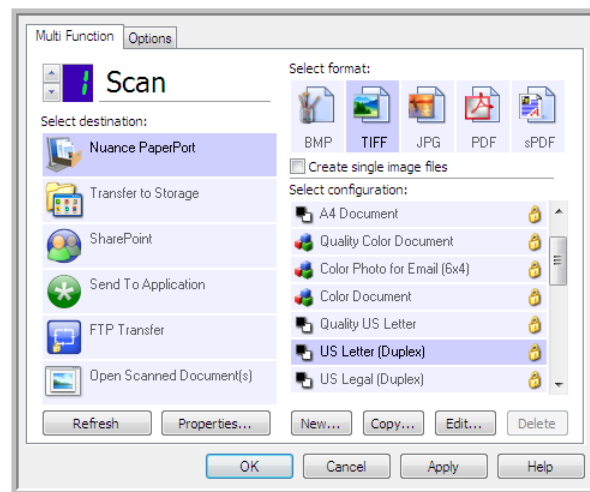 Multi Function
Options
1
Scan
Select destination:
Nuance PaperPort
Transfer to Storage
SharePoint
Send To Application
FTP Transfer
Open Scanned Document(s)
Refresh
Properties...
Select format:
BMP
TIFF
JPG
PDF
sPDF
Create single image files
Select configuration:
A4 Document
Quality Color Document
Color Photo for Email (6x4)
Color Document
Quality US Letter
US Letter (Duplex)
US Legal (Duplex)
New...
Copy...
Edit...
Delete
OK
Cancel
Apply
Help